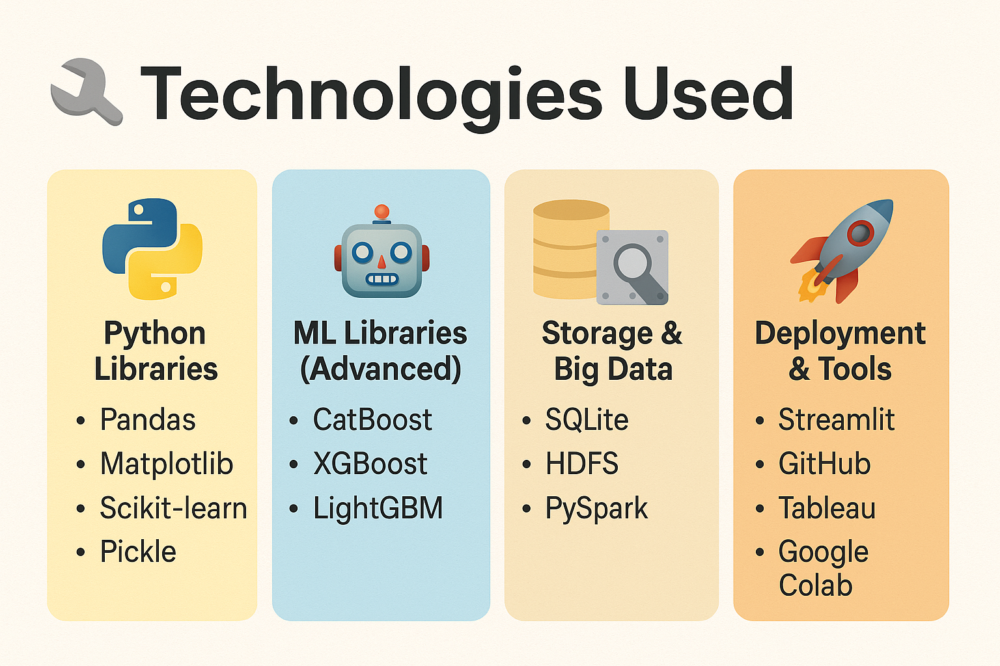 Technologies Used
Python
Libraries
• Pandas
• Matplotlib
• Scikit-learn
• Pickle
ML Libraries
(Advanced)
• CatBoost
• XGBoost
• LightGBM
Storage &
Big Data
• SQLite
• HDFS
• PySpark
Deployment
& Tools
• Streamlit
• GitHub
• Tableau
• Google
Colab